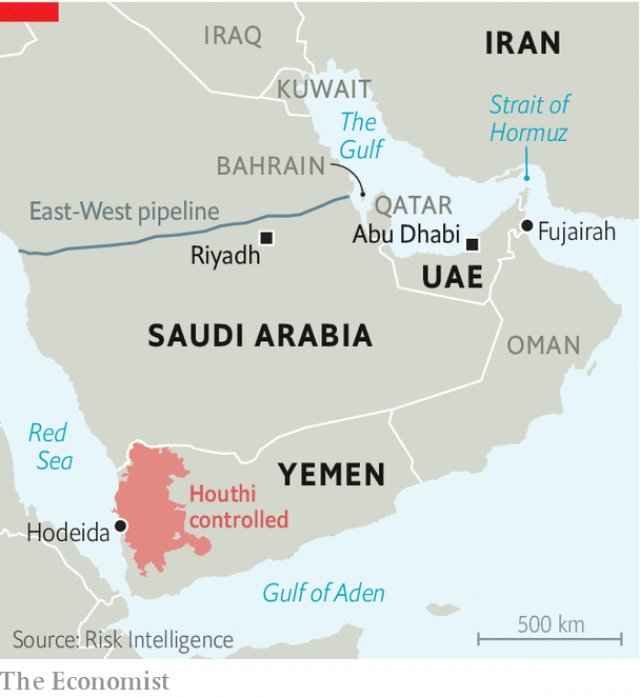 IRAQ
IRAN
KUWAIT
Strait of
Hormuz
The
Gulf
BAHRAIN
QATAR
East-West pipeline
Abu Dhabi
Fujairah
Riyadh
UAE
SAUDI ARABIA
OMAN
Red
Sea
YEMEN
Houthi
controlled
Hodeida
Gulf of Aden
500 km
Source: Risk Intelligence
The Economist